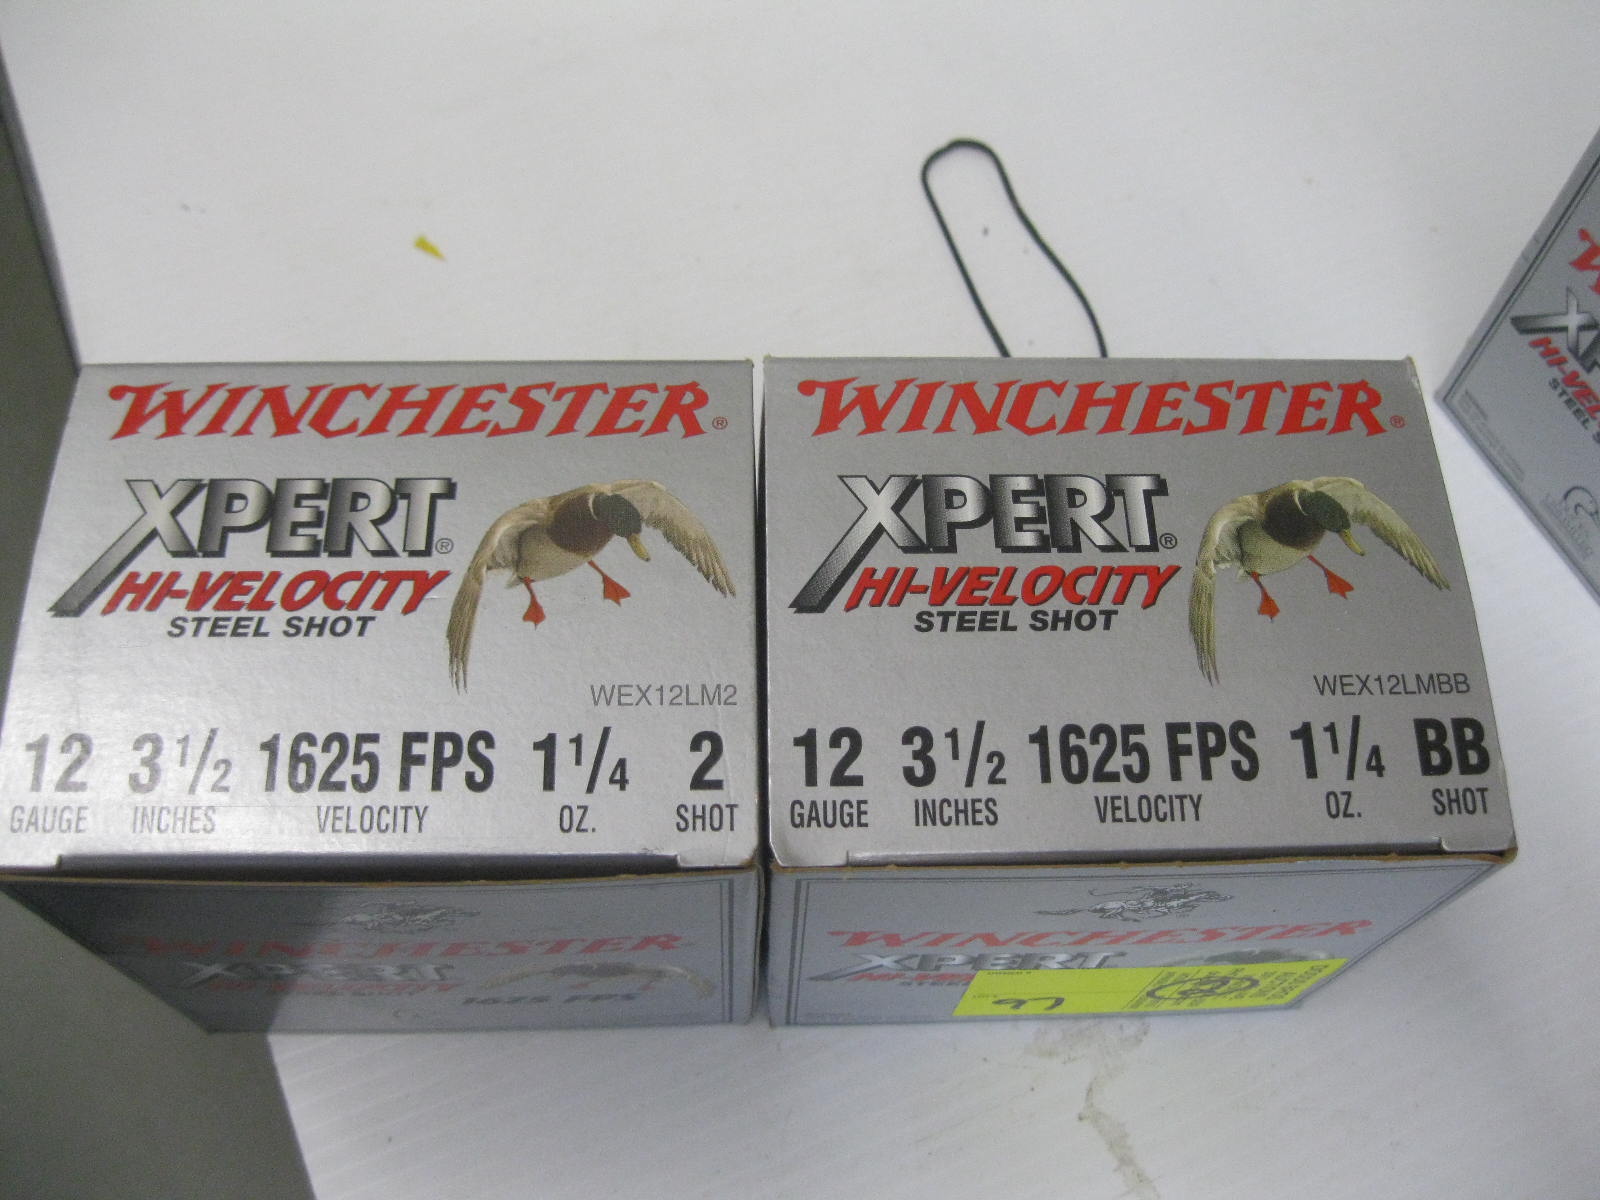 WINCHESTER®
XPERT®
HI-VELOCITY
STEEL SHOT
WEX12LM2
12 3 1/2 1625 FPS 1 1/4 2
GAUGE INCHES VELOCITY OZ. SHOT
WINCHESTER
XPERT
1625 FPS
WINCHESTER®
XPERT®
HI-VELOCITY
STEEL SHOT
WEX12LMBB
12 3 1/2 1625 FPS 1 1/4 BB
GAUGE INCHES VELOCITY OZ. SHOT
WINCHESTER
XPERT